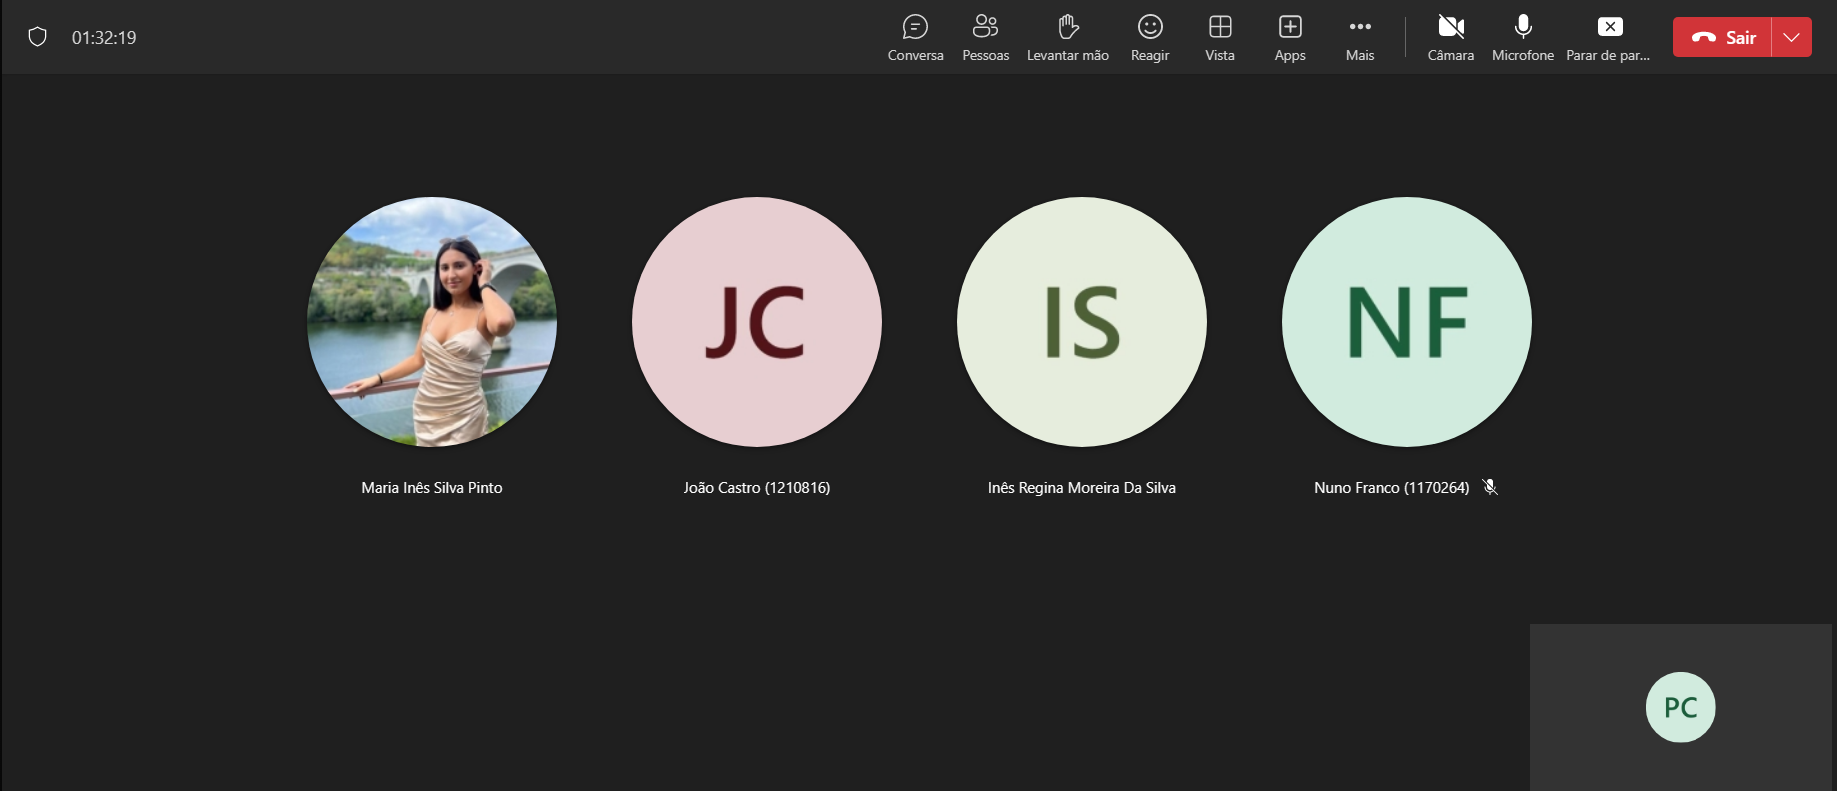 01:32:19
Conversa
Pessoas
Levantar mão
Reagir
Vista
Apps
Mais
Câmara
Microfone
Parar de par...
Sair
JC
IS
NF
Maria Inês Silva Pinto
João Castro (1210816)
Inês Regina Moreira Da Silva
Nuno Franco (1170264)
PC